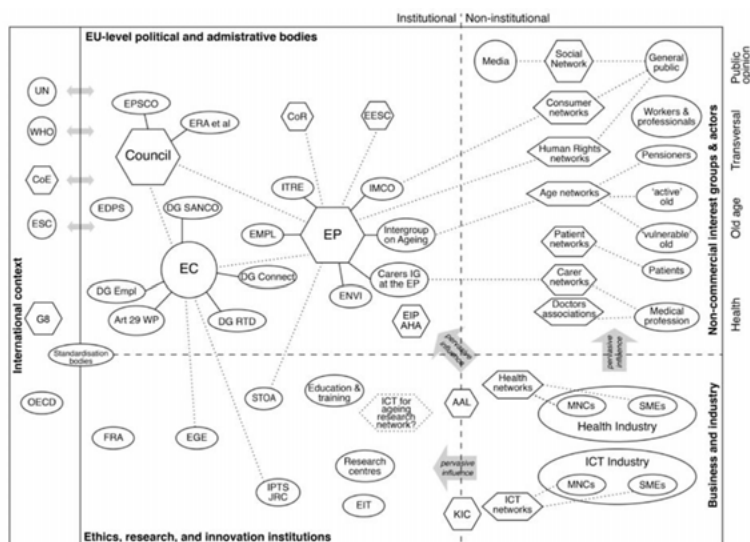 Institutional
Non-institutional
EU-level political and admistrative bodies
International context
UN
WHO
CoE
ESC
G8
Standardisation
bodies
OECD
EPSCO
ERA et al
Council
EDPS
DG SANCO
EC
DG Connect
DG Empl
Art 29 WP
DG RTD
CoR
EESC
ITRE
IMCO
EMPL
EP
Intergroup
on Ageing
ENVI
Carers IG
at the EP
EIP
AHA
Media
Social
Network
General
public
Consumer
networks
Workers &
professionals
Human Rights
networks
Pensioners
Age networks
'active'
old
'vulnerable'
old
Patient
networks
Patients
Carer
networks
Doctors
associations
Medical
profession
Public
opinion
Transversal
Old age
Health
Non-commercial interest groups & actors
pervasive
influence
pervasive
influence
FRA
EGE
STOA
IPTS
JRC
Education &
training
ICT for
ageing
research
network?
Research
centres
EIT
pervasive
influence
AAL
KIC
Health
networks
MNCs
SMEs
Health Industry
ICT Industry
MNCs
SMEs
ICT
networks
Business and industry
Ethics, research, and innovation institutions